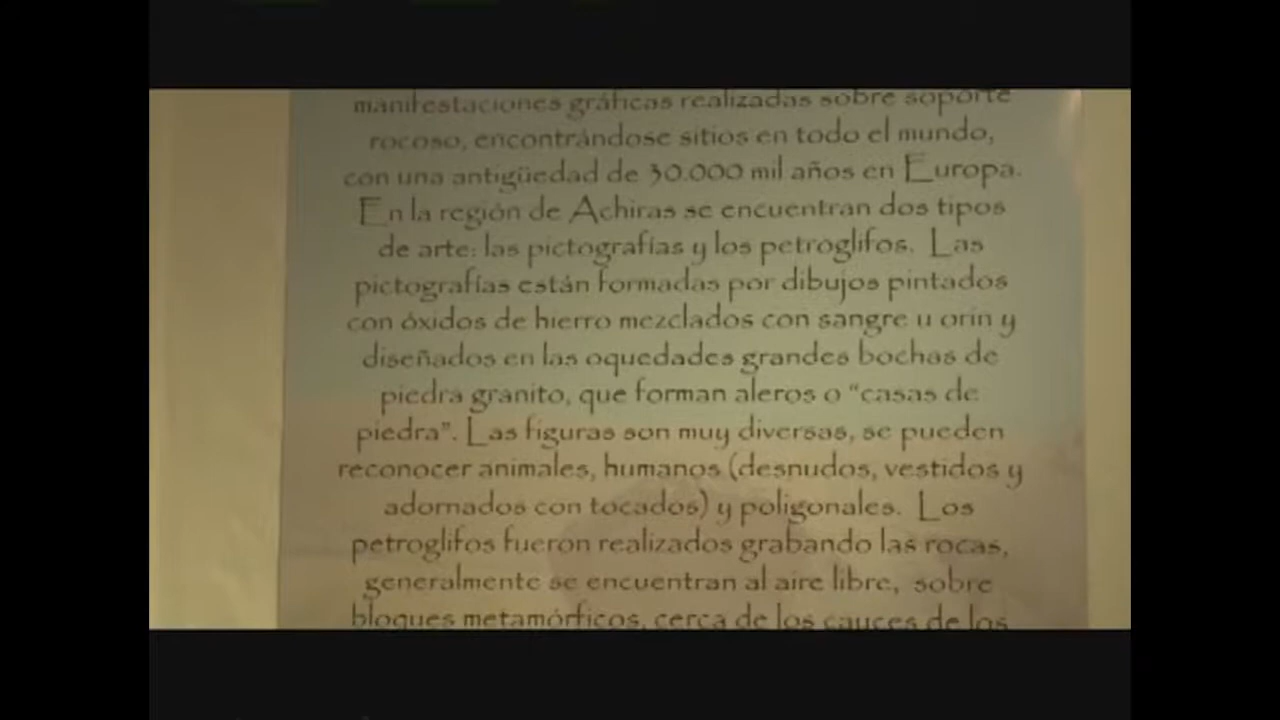 manifestaciones gráficas realizadas sobre soporte
rocoso, encontrándose sitios en todo el mundo,
con una antigüedad de 30.000 mil años en Europa.
En la región de Achiras se encuentran dos tipos
de arte: las pictografías y los petroglifos. Las
pictografías están formadas por dibujos pintados
con óxidos de hierro mezclados con sangre u orin y
diseñados en las oquedades grandes bochas de
piedra granito, que forman aleros o “casas de
piedra”. Las figuras son muy diversas, se pueden
reconocer animales, humanos (desnudos, vestidos y
adornados con tocados) y poligonales. Los
petroglifos fueron realizados grabando las rocas,
generalmente se encuentran al aire libre, sobre
bloques metamórficos, cerca de los cauces de los